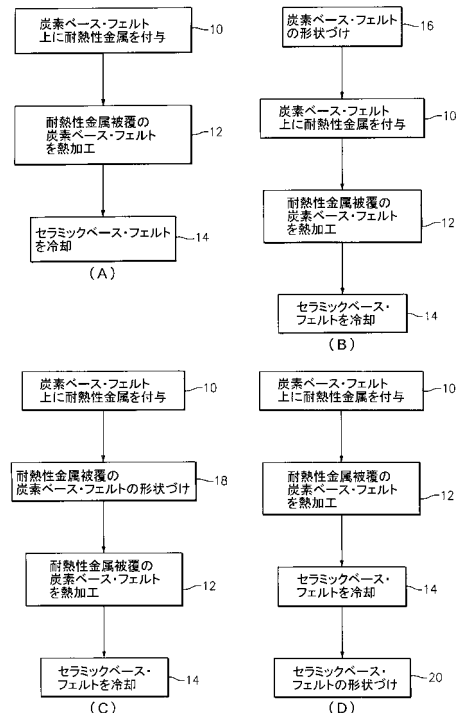 炭素ベース・フェルト
上に耐熱性金属を付与
10
耐熱性金属被覆の
炭素ベース・フェルト
を熱加工
12
セラミックベース・フェルト
を冷却
14
(A)
炭素ベース・フェルト
の形状づけ
16
炭素ベース・フェルト
上に耐熱性金属を付与
10
耐熱性金属被覆の
炭素ベース・フェルト
を熱加工
12
セラミックベース・
フェルトを冷却
14
(B)
炭素ベース・フェルト
上に耐熱性金属を付与
10
耐熱性金属被覆の
炭素ベース・フェルトの形状づけ
18
耐熱性金属被覆の
炭素ベース・フェルト
を熱加工
12
セラミックベース・
フェルトを冷却
14
(C)
炭素ベース・フェルト
上に耐熱性金属を付与
10
耐熱性金属被覆の
炭素ベース・フェルト
を熱加工
12
セラミックベース・
フェルトを冷却
14
セラミックベース・
フェルトの形状づけ
20
(D)